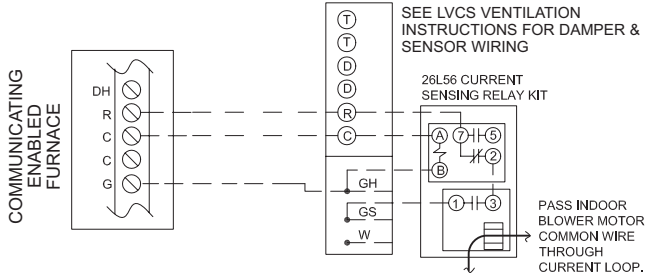 SEE LVCS VENTILATION
INSTRUCTIONS FOR DAMPER &
SENSOR WIRING
COMMUNICATING
ENABLED
FURNACE
DH
R
C
C
G
T
T
D
D
R
C
GH
GS
W
26L56 CURRENT
SENSING RELAY KIT
A
7
5
2
B
1
3
PASS INDOOR
BLOWER MOTOR
COMMON WIRE
THROUGH
CURRENT LOOP.